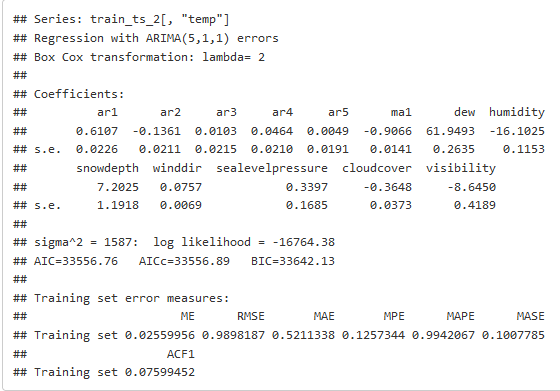 ## Series: train_ts_2[, "temp"]
## Regression with ARIMA(5,1,1) errors
## Box Cox transformation: lambda= 2
##
## Coefficients:
##          ar1      ar2     ar3     ar4     ar5      ma1      dew  humidity
##       0.6107  -0.1361  0.0103  0.0464  0.0049  -0.9066  61.9493  -16.1025
## s.e.  0.0226   0.0211  0.0215  0.0210  0.0191   0.0141   0.2635    0.1153
##       snowdepth  winddir  sealevelpressure  cloudcover  visibility
##          7.2025   0.0757            0.3397     -0.3648     -8.6450
## s.e.     1.1918   0.0069            0.1685      0.0373      0.4189
##
## sigma^2 = 1587:  log likelihood = -16764.38
## AIC=33556.76   AICc=33556.89   BIC=33642.13
##
## Training set error measures:
##                      ME      RMSE       MAE       MPE      MAPE      MASE
## Training set 0.02559956 0.9898187 0.5211338 0.1257344 0.9942067 0.1007785
##                    ACF1
## Training set 0.07599452